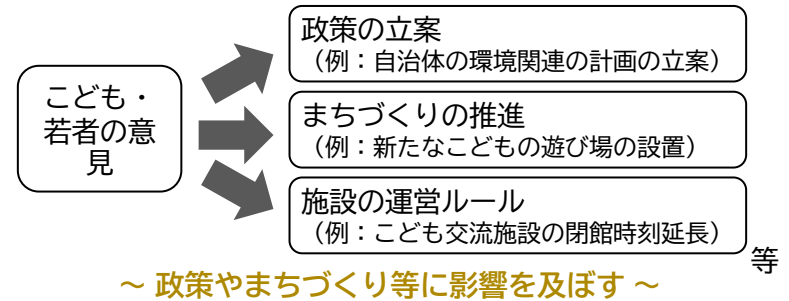 こども・
若者の意
見
政策の立案
（例：自治体の環境関連の計画の立案）
まちづくりの推進
（例：新たなこどもの遊び場の設置）
施設の運営ルール
（例：こども交流施設の閉館時刻延長）
等
～ 政策やまちづくり等に影響を及ぼす ～